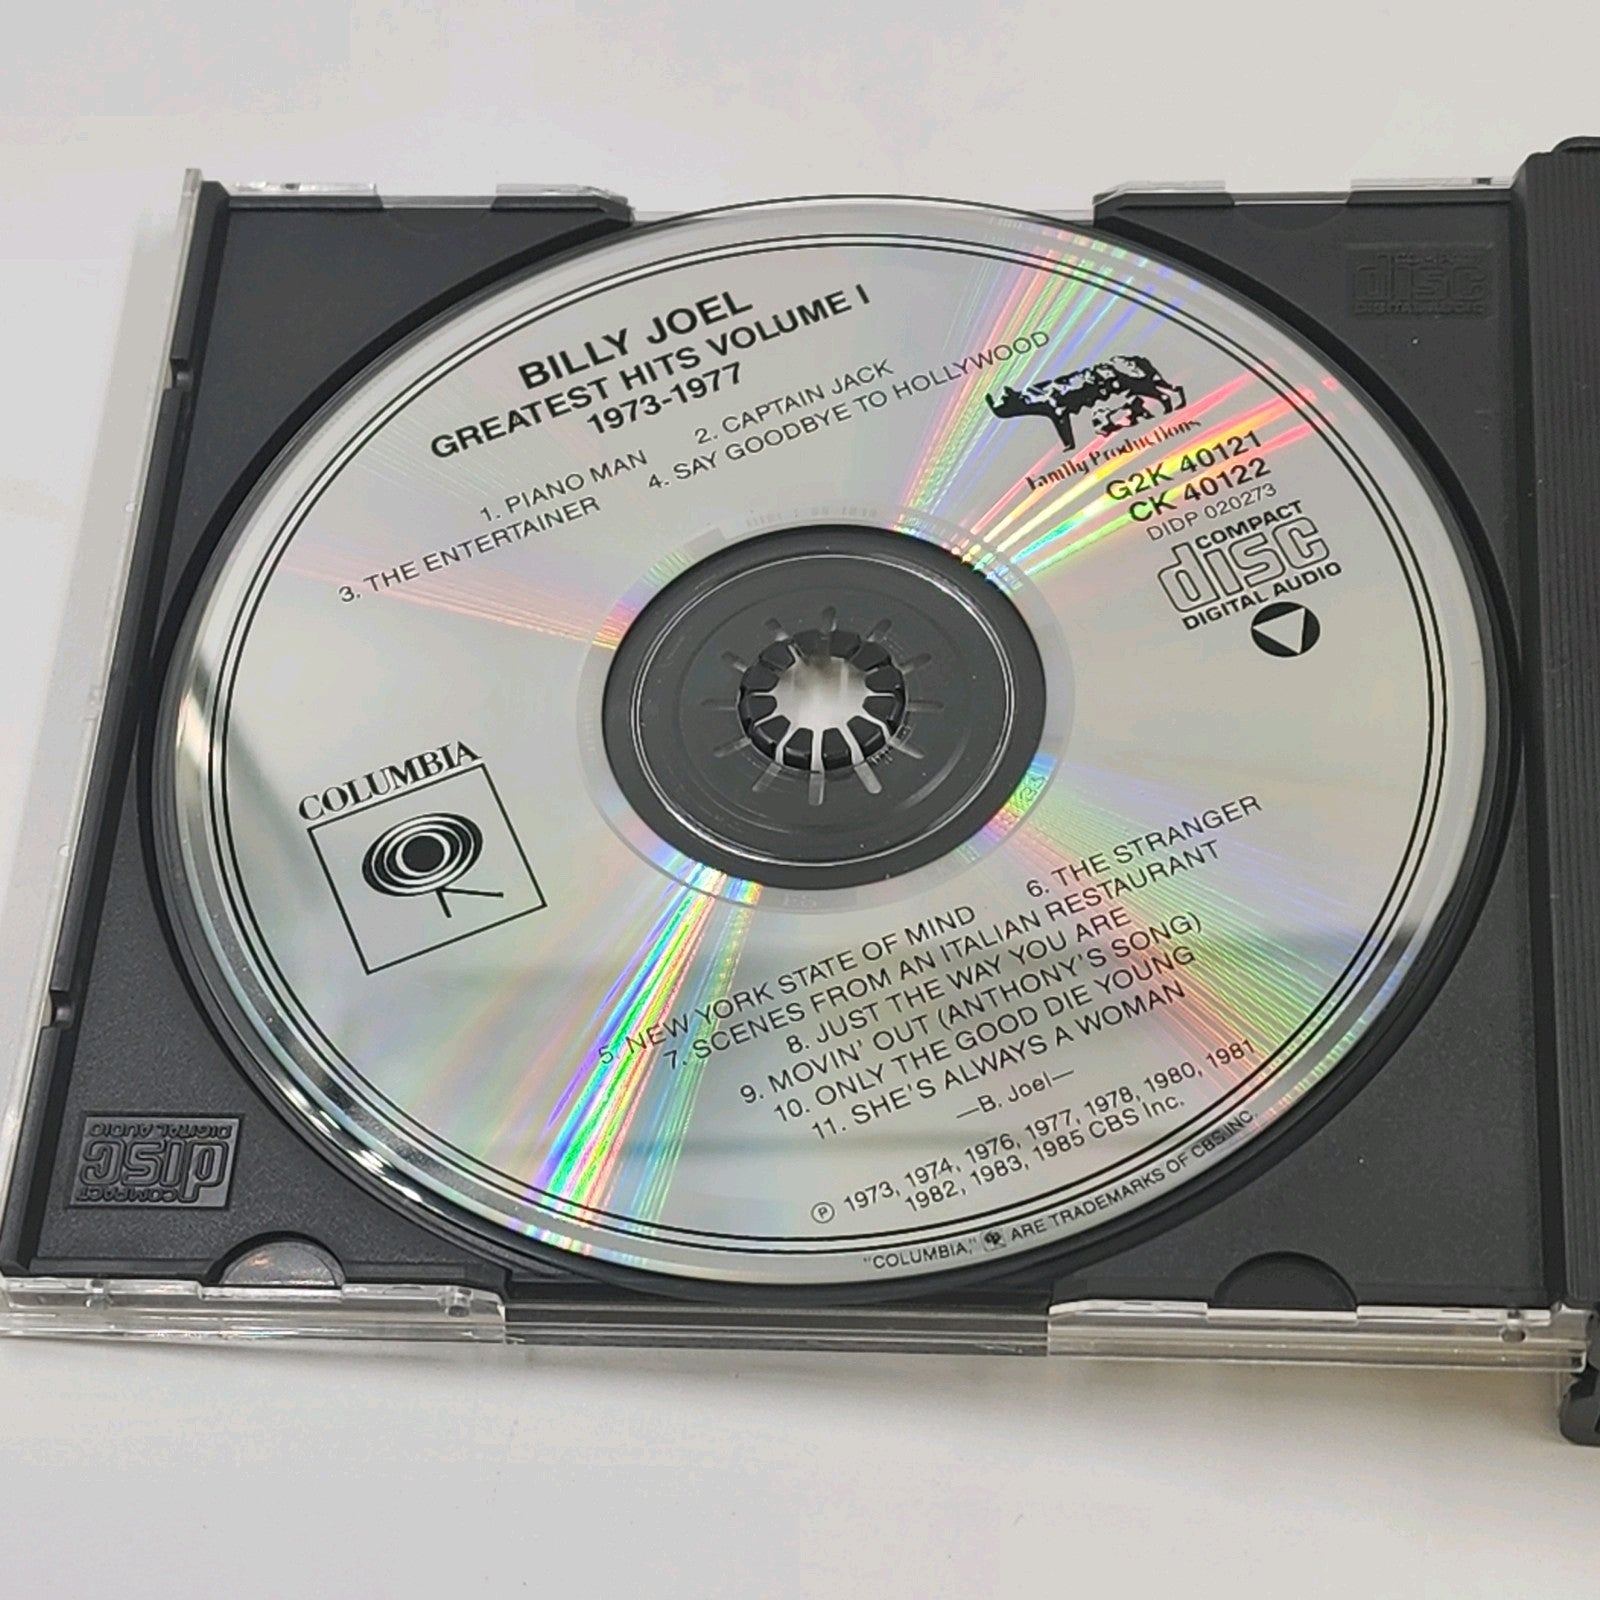 BILLY JOEL
GREATEST HITS VOLUME I
1973-1977
1. PIANO MAN 2. CAPTAIN JACK
3. THE ENTERTAINER 4. SAY GOODBYE TO HOLLYWOOD
Family Productions
G2K 40121
CK 40122
DIDP 020273
COMPACT
disc
DIGITAL AUDIO
COLUMBIA
5. NEW YORK STATE OF MIND 6. THE STRANGER
7. SCENES FROM AN ITALIAN RESTAURANT
8. JUST THE WAY YOU ARE
9. MOVIN' OUT (ANTHONY'S SONG)
10. ONLY THE GOOD DIE YOUNG
11. SHE'S ALWAYS A WOMAN
—B. Joel—
Ⓟ 1973, 1974, 1976, 1977, 1978, 1980, 1981
1982, 1983, 1985 CBS Inc.
"COLUMBIA," ARE TRADEMARKS OF CBS INC.
COMPACT
disc
DIGITAL AUDIO
COMPACT
disc
DIGITAL AUDIO